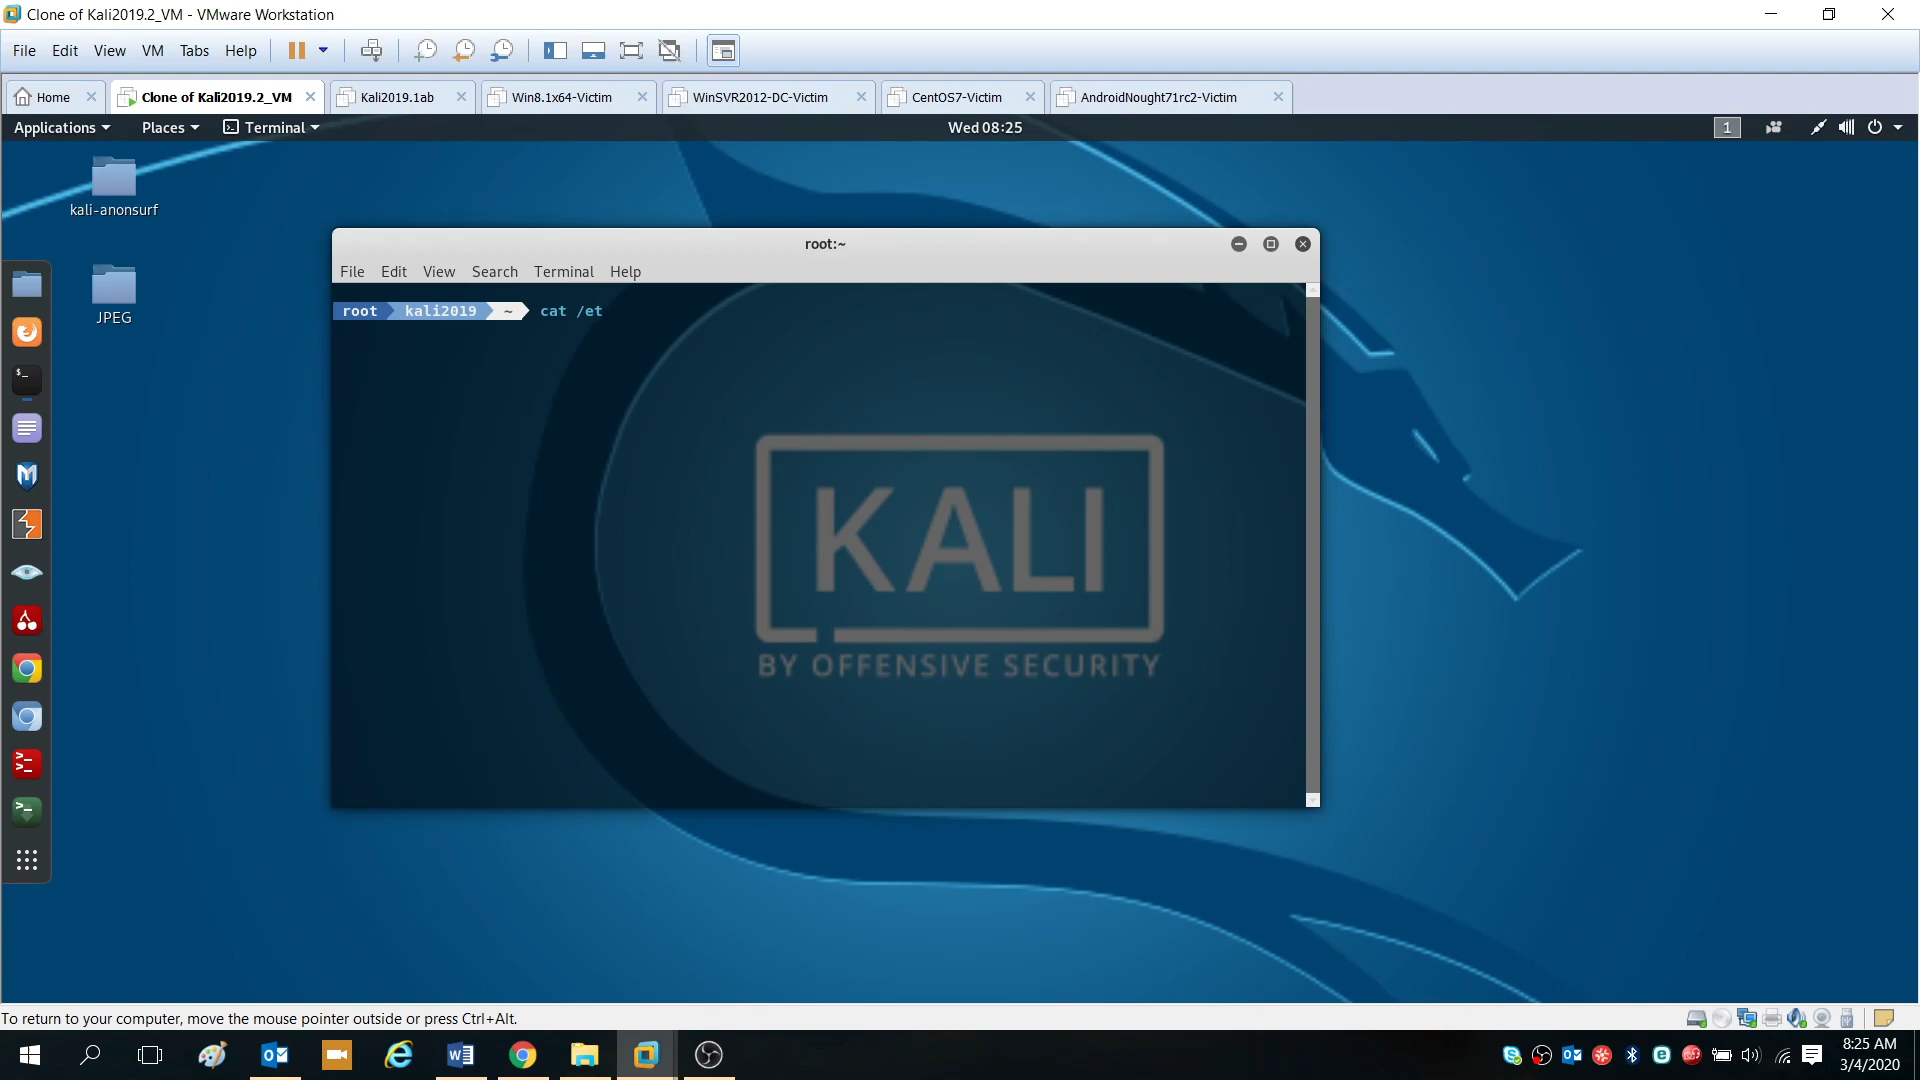 Clone of Kali2019.2_VM - VMware Workstation
File Edit View VM Tabs Help
Home Clone of Kali2019.2_VM Kali2019.1ab Win8.1x64-Victim WinSVR2012-DC-Victim CentOS7-Victim AndroidNought71rc2-Victim
Applications Places Terminal Wed 08:25 1
kali-anonsurf
JPEG
root:~
File Edit View Search Terminal Help
root kali2019 ~ cat /et
KALI
BY OFFENSIVE SECURITY
To return to your computer, move the mouse pointer outside or press Ctrl+Alt.
8:25 AM
3/4/2020